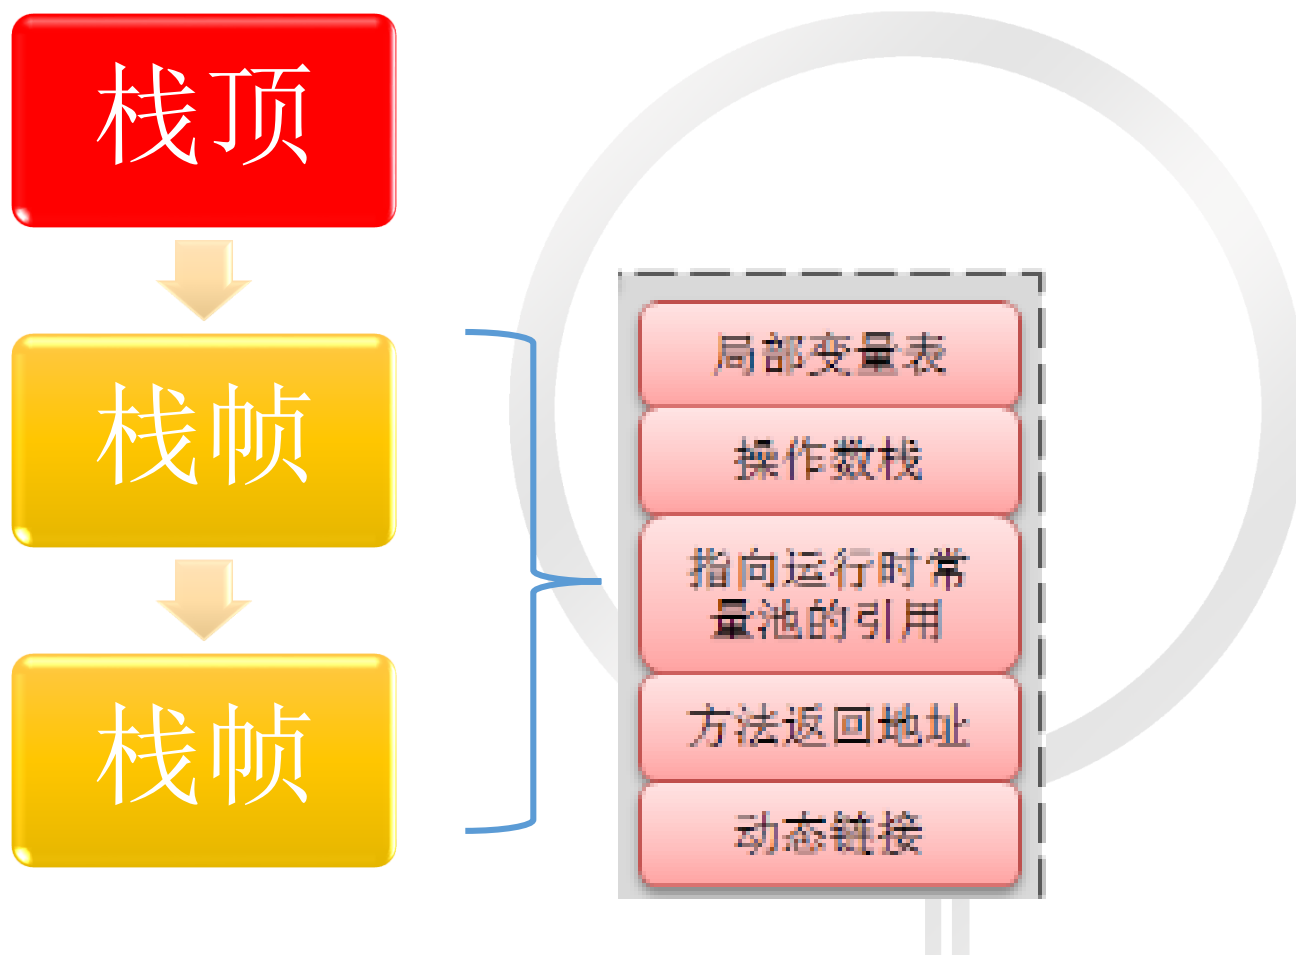 栈顶
栈帧
栈帧
局部变量表
操作数栈
指向运行时常
量池的引用
方法返回地址
动态链接